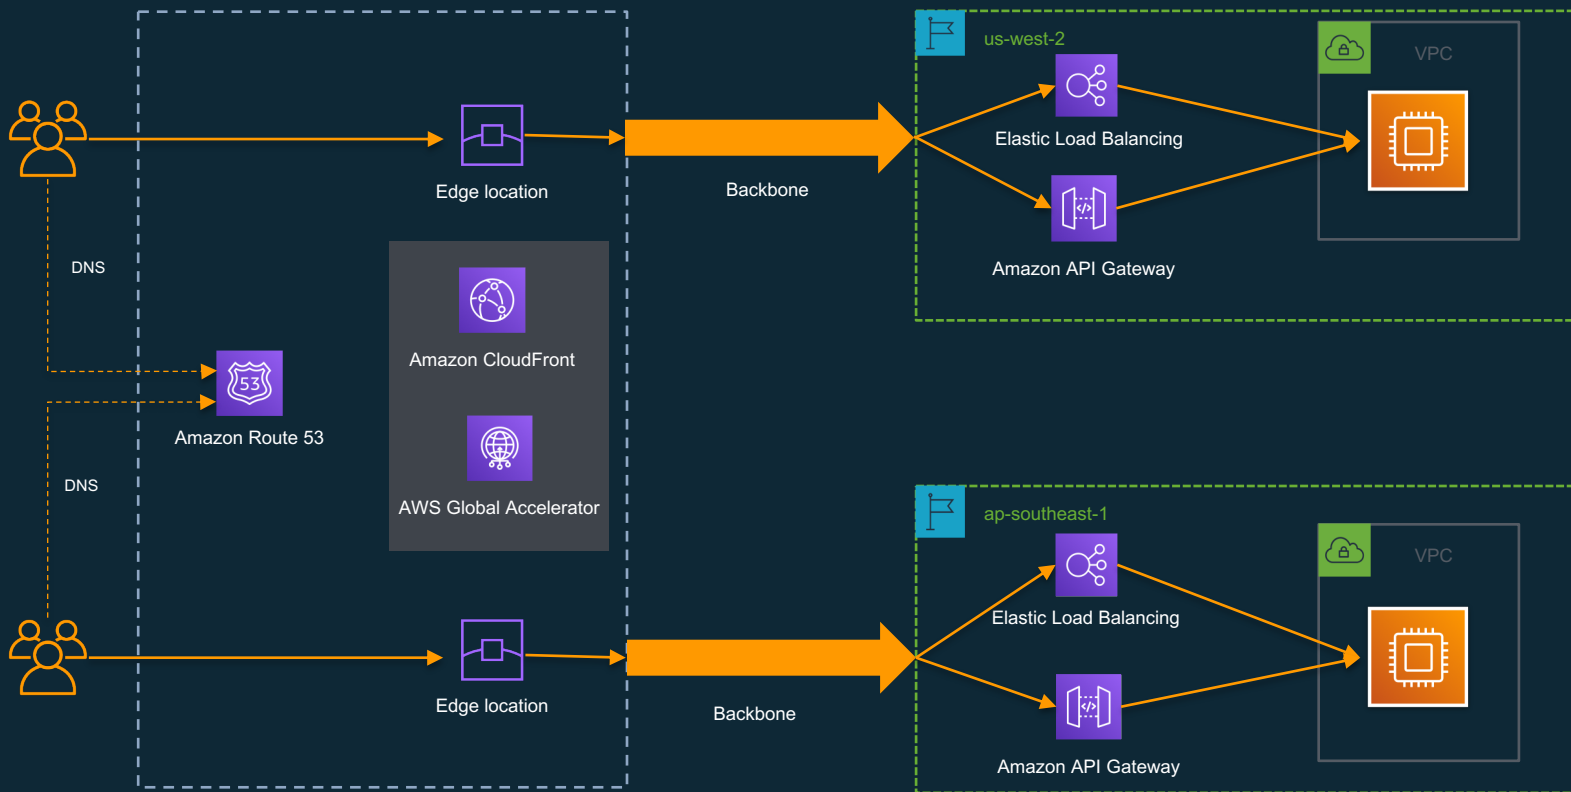 us-west-2
VPC
Elastic Load Balancing
Edge location
Backbone
Amazon API Gateway
DNS
Amazon CloudFront
53
Amazon Route 53
DNS
AWS Global Accelerator
ap-southeast-1
VPC
Elastic Load Balancing
Edge location
Backbone
Amazon API Gateway